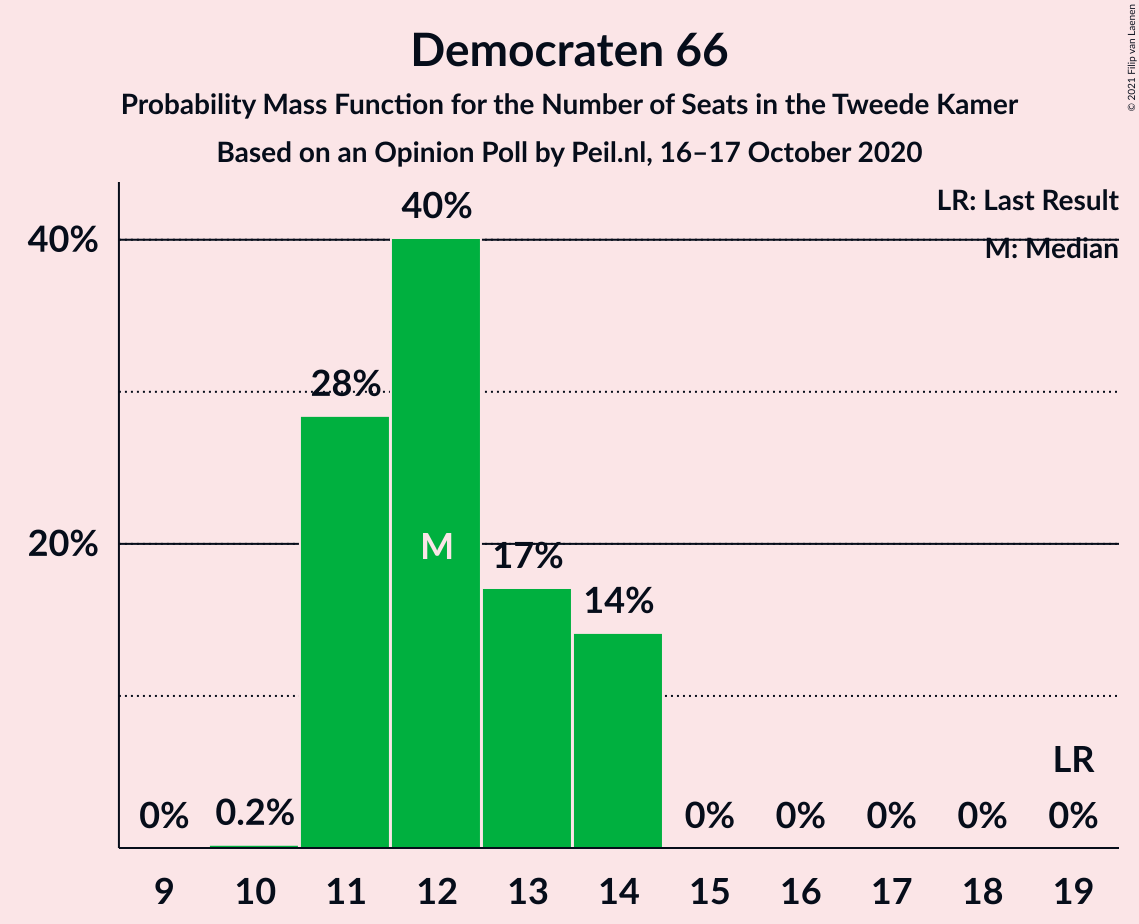 Democraten 66
Probability Mass Function for the Number of Seats in the Tweede Kamer
Based on an Opinion Poll by Peil.nl, 16–17 October 2020
© 2021 Filip van Laenen
LR: Last Result
M: Median
40%
20%
0%
0.2%
28%
40%
M
17%
14%
0%
0%
0%
0%
LR
0%
9 10 11 12 13 14 15 16 17 18 19